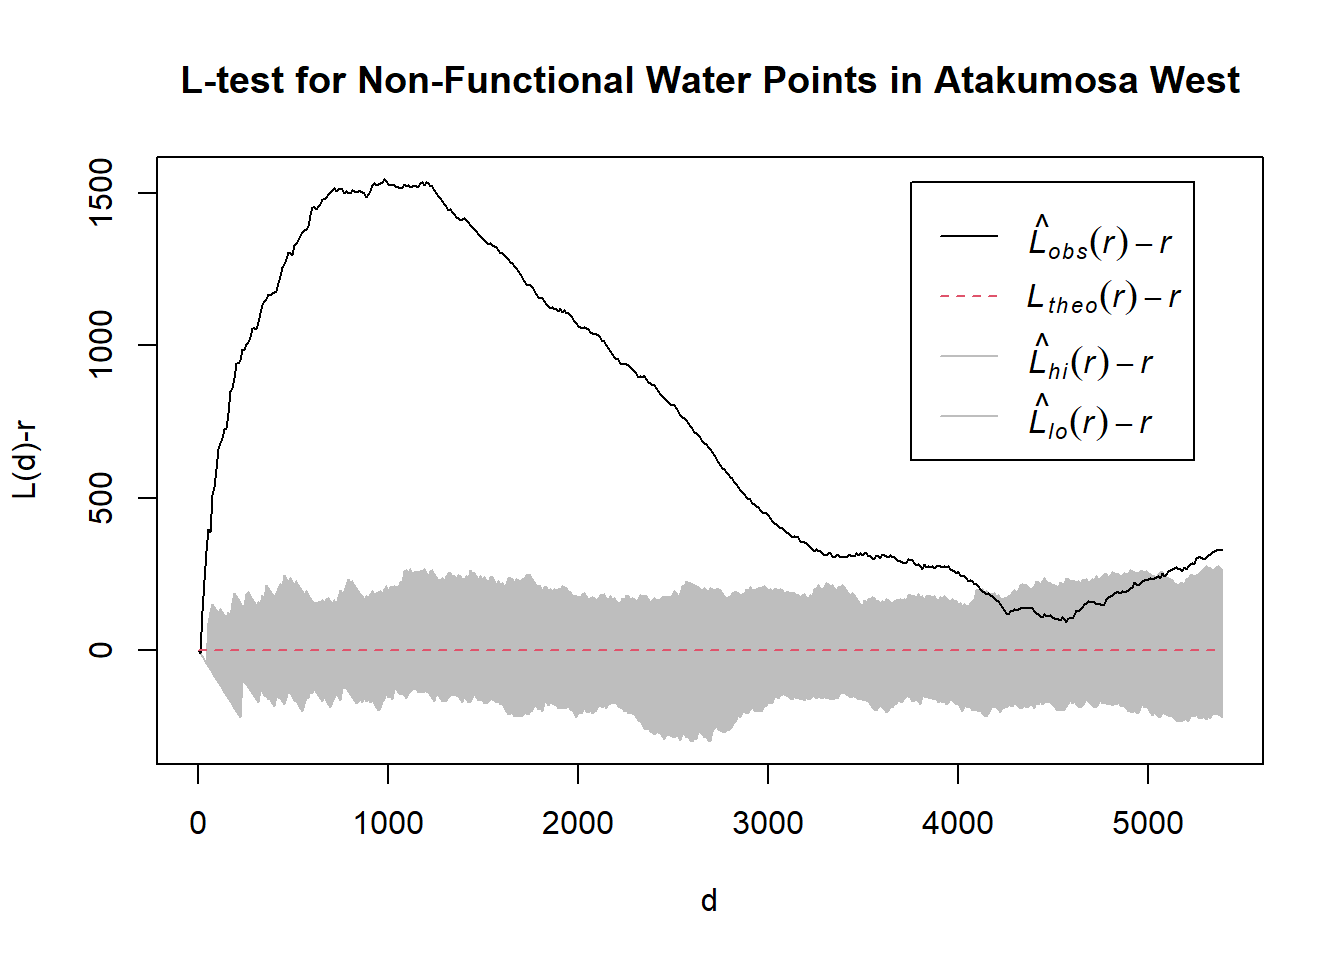 L-test for Non-Functional Water Points in Atakumosa West
L(d)-r
1500
1000
500
0
L̂obs(r) – r
Ltheo(r) – r
L̂hi(r) – r
L̂lo(r) – r
0 1000 2000 3000 4000 5000
d